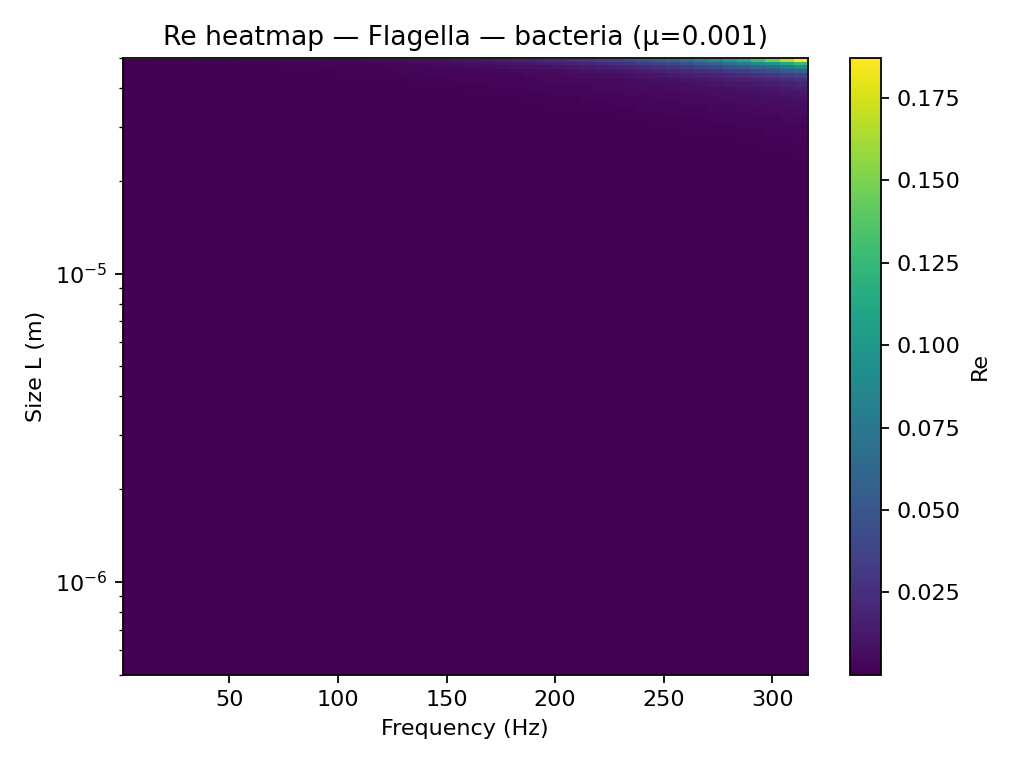 Re heatmap — Flagella — bacteria (μ=0.001)
Size L (m)
10⁻⁵
10⁻⁶
50 100 150 200 250 300
Frequency (Hz)
0.175
0.150
0.125
0.100
0.075
0.050
0.025
Re